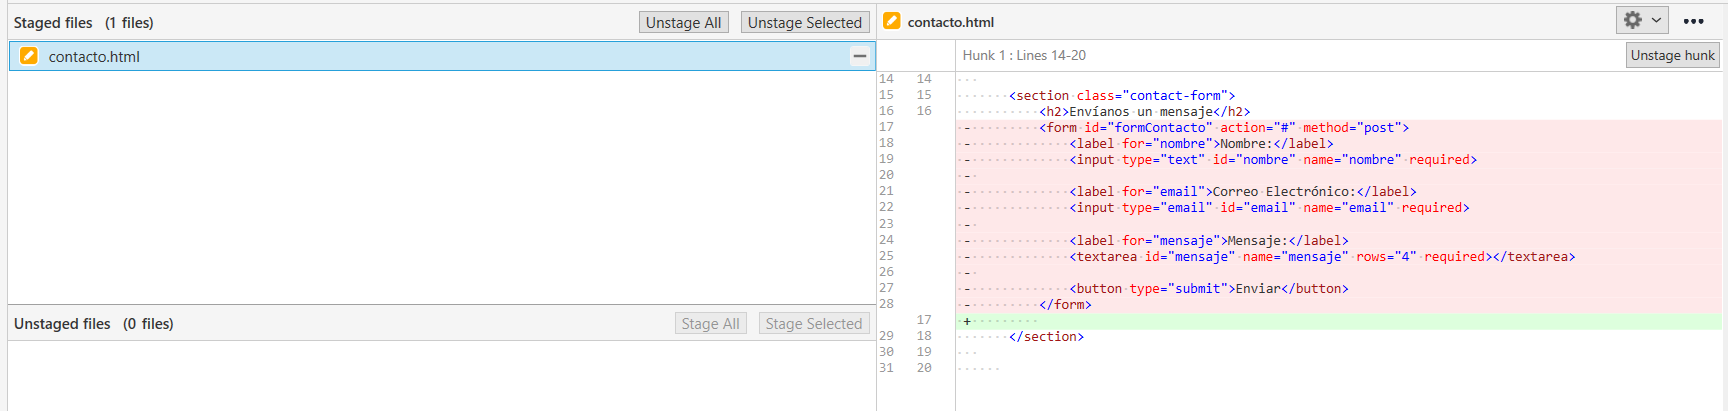 Staged files (1 files)
Unstage All
Unstage Selected
contacto.html
Unstaged files (0 files)
Stage All
Stage Selected
contacto.html
Hunk 1 : Lines 14-20
Unstage hunk
14 14
15 15 <section class="contact-form">
16 16 <h2>Envíanos un mensaje</h2>
17 - <form id="formContacto" action="#" method="post">
18 - <label for="nombre">Nombre:</label>
19 - <input type="text" id="nombre" name="nombre" required>
20 -
21 - <label for="email">Correo Electrónico:</label>
22 - <input type="email" id="email" name="email" required>
23 -
24 - <label for="mensaje">Mensaje:</label>
25 - <textarea id="mensaje" name="mensaje" rows="4" required></textarea>
26 -
27 - <button type="submit">Enviar</button>
28 - </form>
17 +
29 18 </section>
30 19
31 20